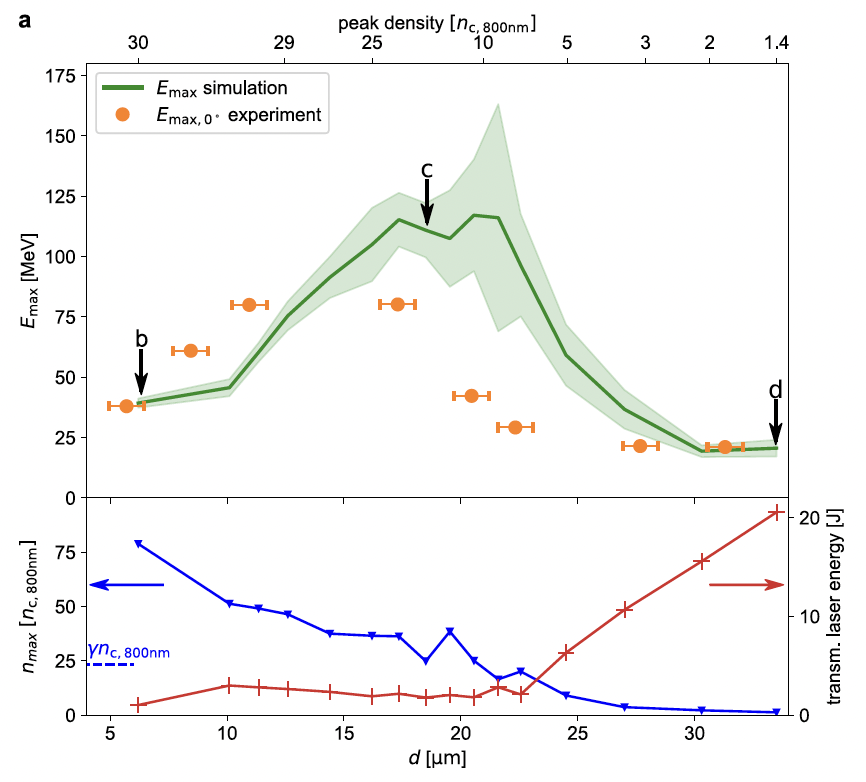 a
peak density [n_c,800nm]
30 29 25 10 5 3 2 1.4
E_max simulation
E_max,0° experiment
175
150
125
100
75
50
25
0
E_max [MeV]
b
c
d
75
50
25
0
n_max [n_c,800nm]
γn_c,800nm
20
10
0
transm. laser energy [J]
5 10 15 20 25 30
d [μm]